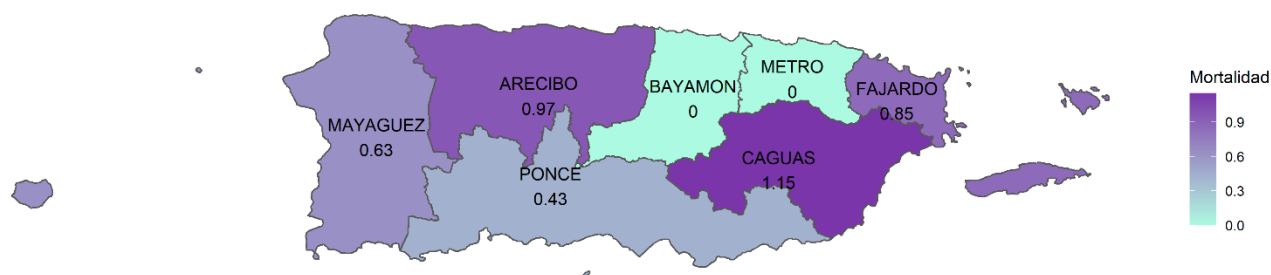 METRO
0
BAYAMON
0
ARECIBO
0.97
FAJARDO
0.85
MAYAGUEZ
0.63
CAGUAS
1.15
PONCE
0.43
Mortalidad
0.9
0.6
0.3
0.0